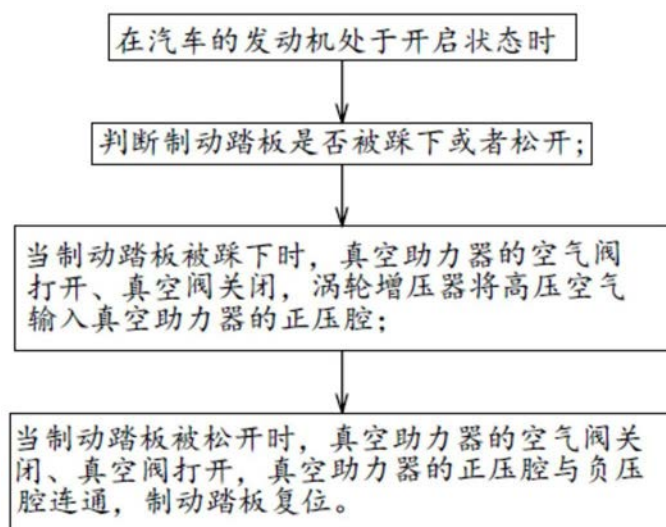 在汽车的发动机处于开启状态时
判断制动踏板是否被踩下或者松开；
当制动踏板被踩下时，真空助力器的空气阀
打开、真空阀关闭，涡轮增压器将高压空气
输入真空助力器的正压腔；
当制动踏板被松开时，真空助力器的空气阀关
闭、真空阀打开，真空助力器的正压腔与负压
腔连通，制动踏板复位。